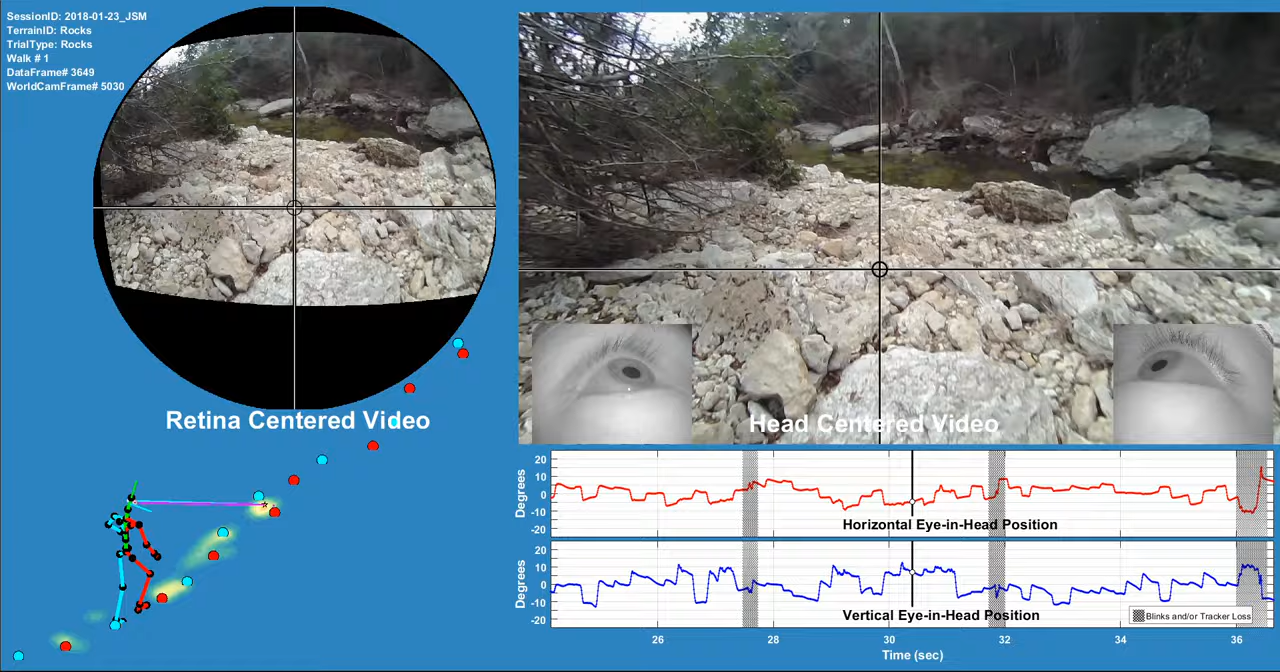 SessionID: 2018-01-23_JSM
TerrainID: Rocks
TrialType: Rocks
Walk # 1
DataFrame# 3649
WorldCamFrame# 5030
Retina Centered Video
Head Centered Video
Degrees
20
10
0
-10
-20
Horizontal Eye-in-Head Position
Degrees
20
10
0
-10
-20
Vertical Eye-in-Head Position
Blinks and/or Tracker Loss
26
28
30
32
34
36
Time (sec)